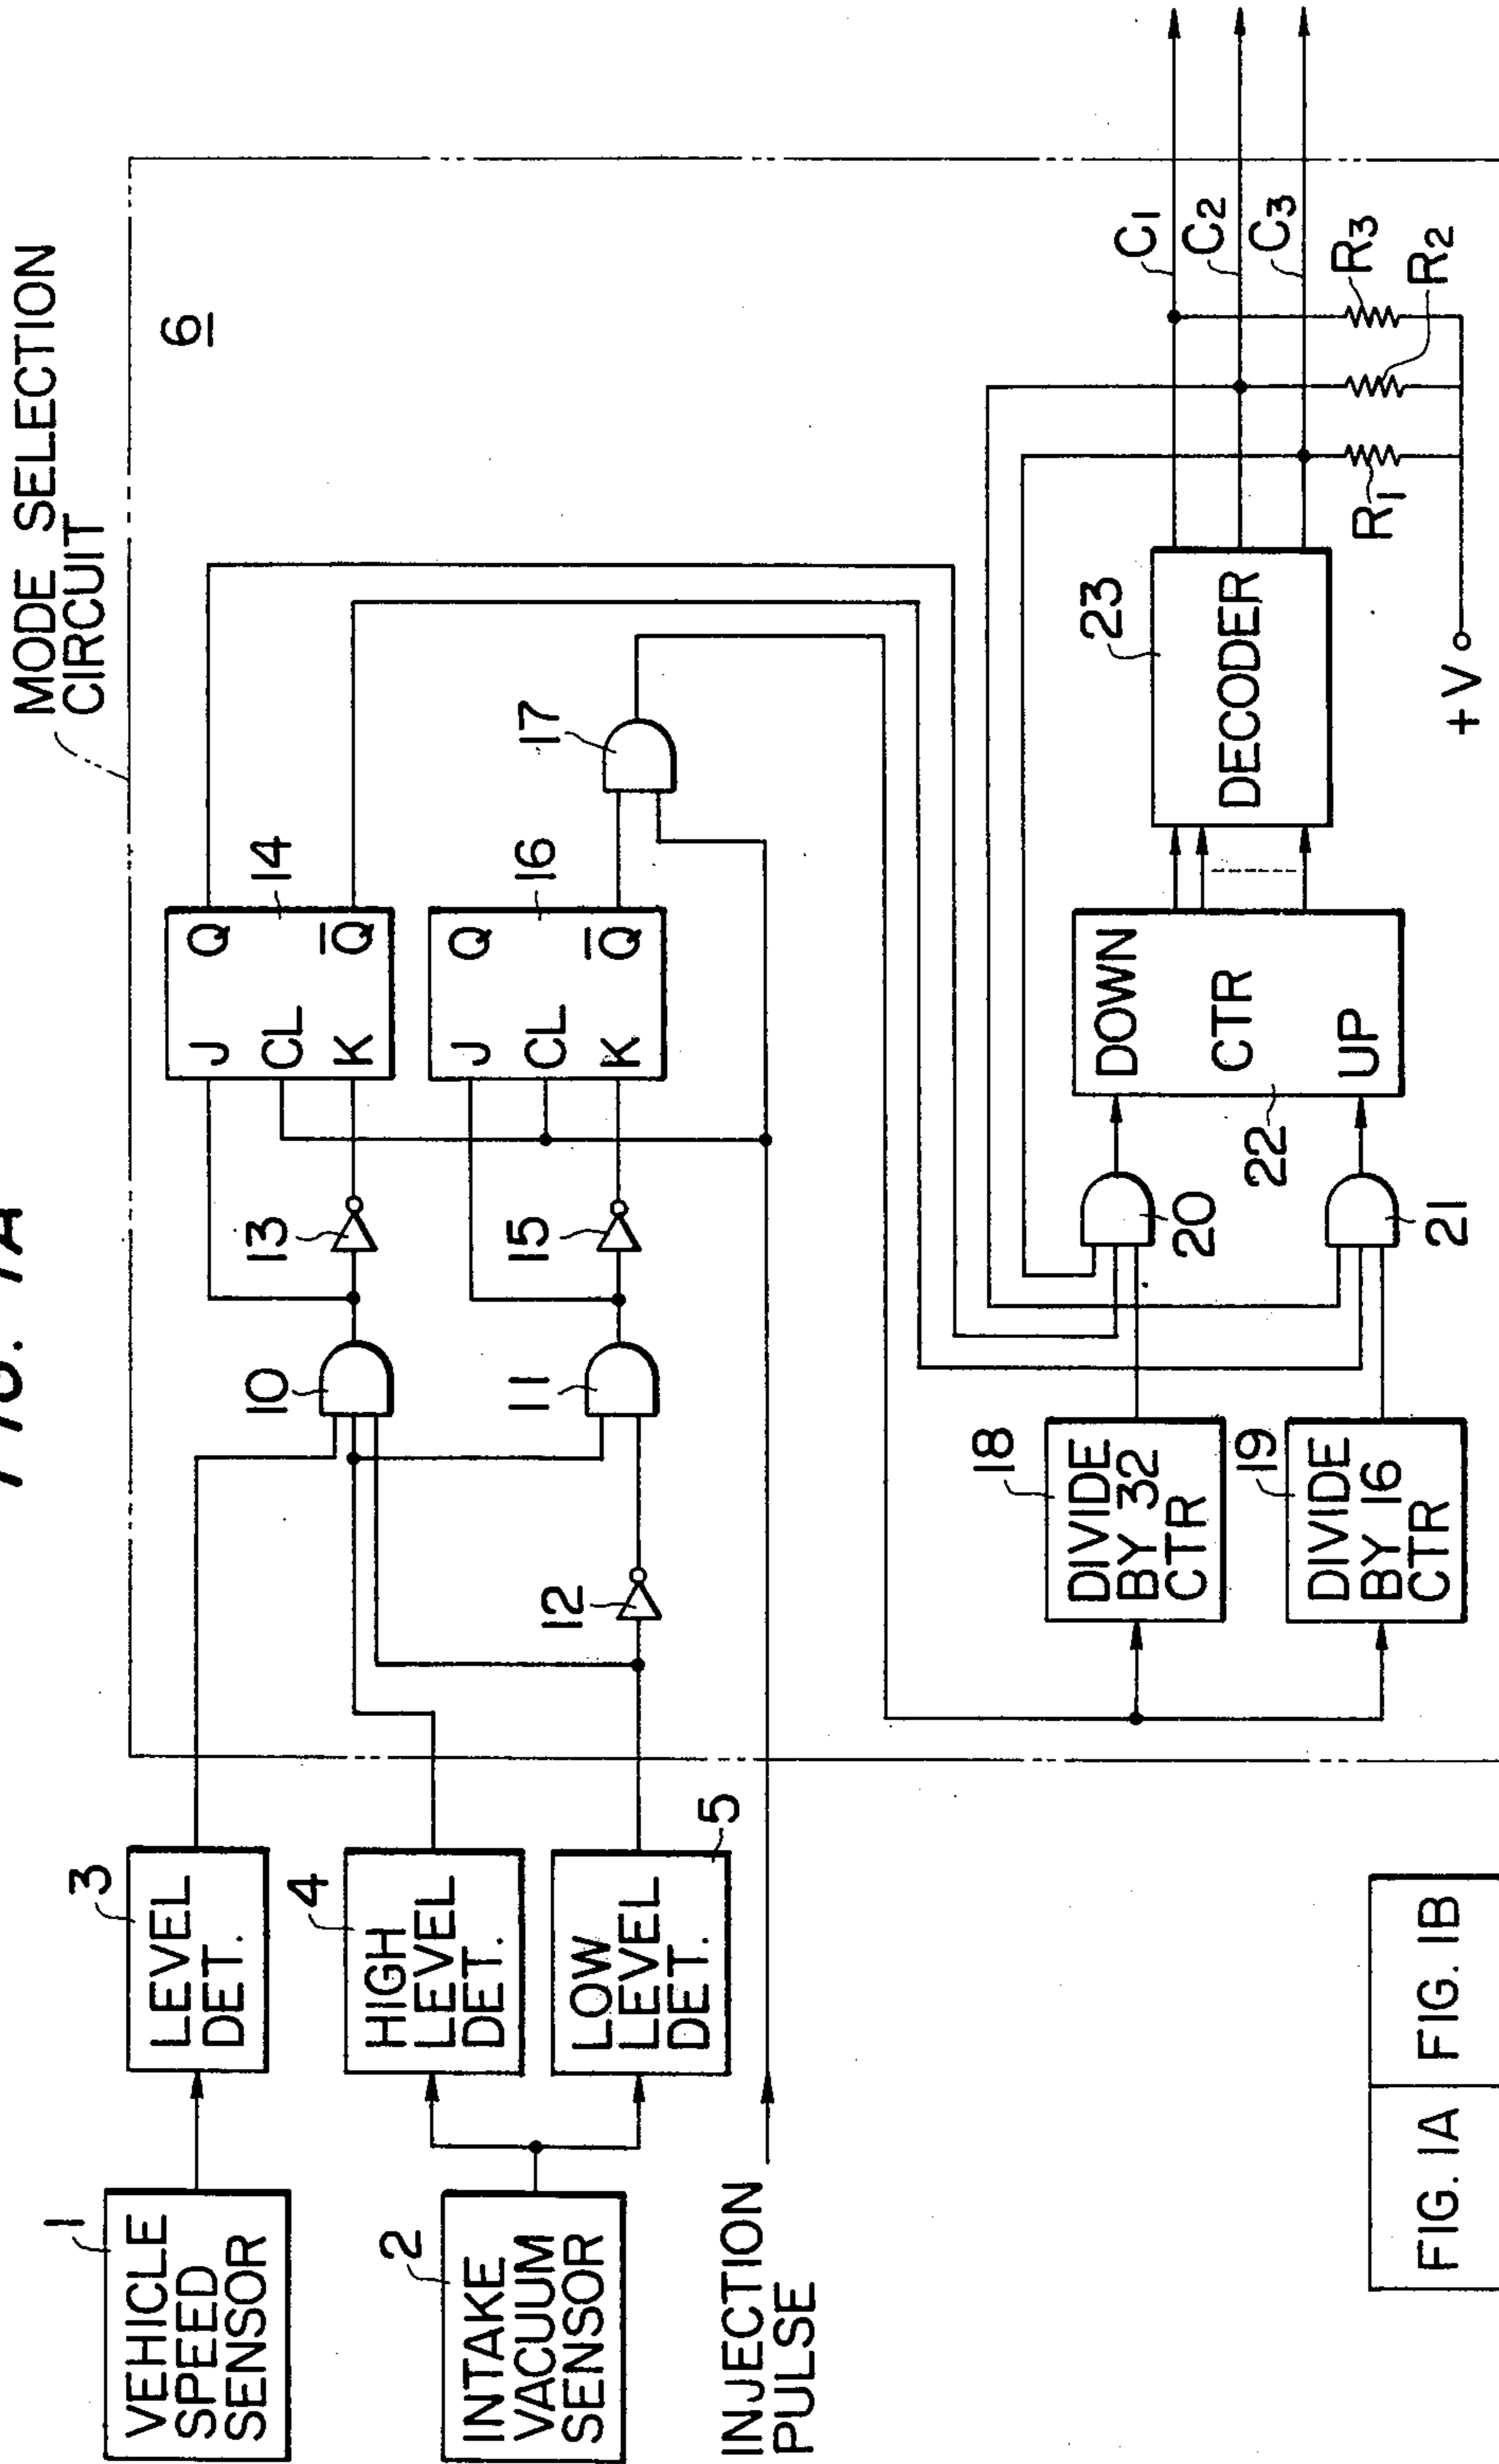 FIG. 1A
MODE SELECTION
CIRCUIT
6
1
VEHICLE
SPEED
SENSOR
3
LEVEL
DET.
2
INTAKE
VACUUM
SENSOR
4
HIGH
LEVEL
DET.
LOW
LEVEL
DET.
5
INJECTION
PULSE
10
11
12
13
15
J
CL
K
Q
Q̅
14
J
CL
K
Q
Q̅
16
17
18
DIVIDE
BY 32
CTR
19
DIVIDE
BY 16
CTR
20
21
DOWN
CTR
UP
22
23
DECODER
C1
C2
C3
R3
R2
R1
+V
FIG. 1A FIG. 1B